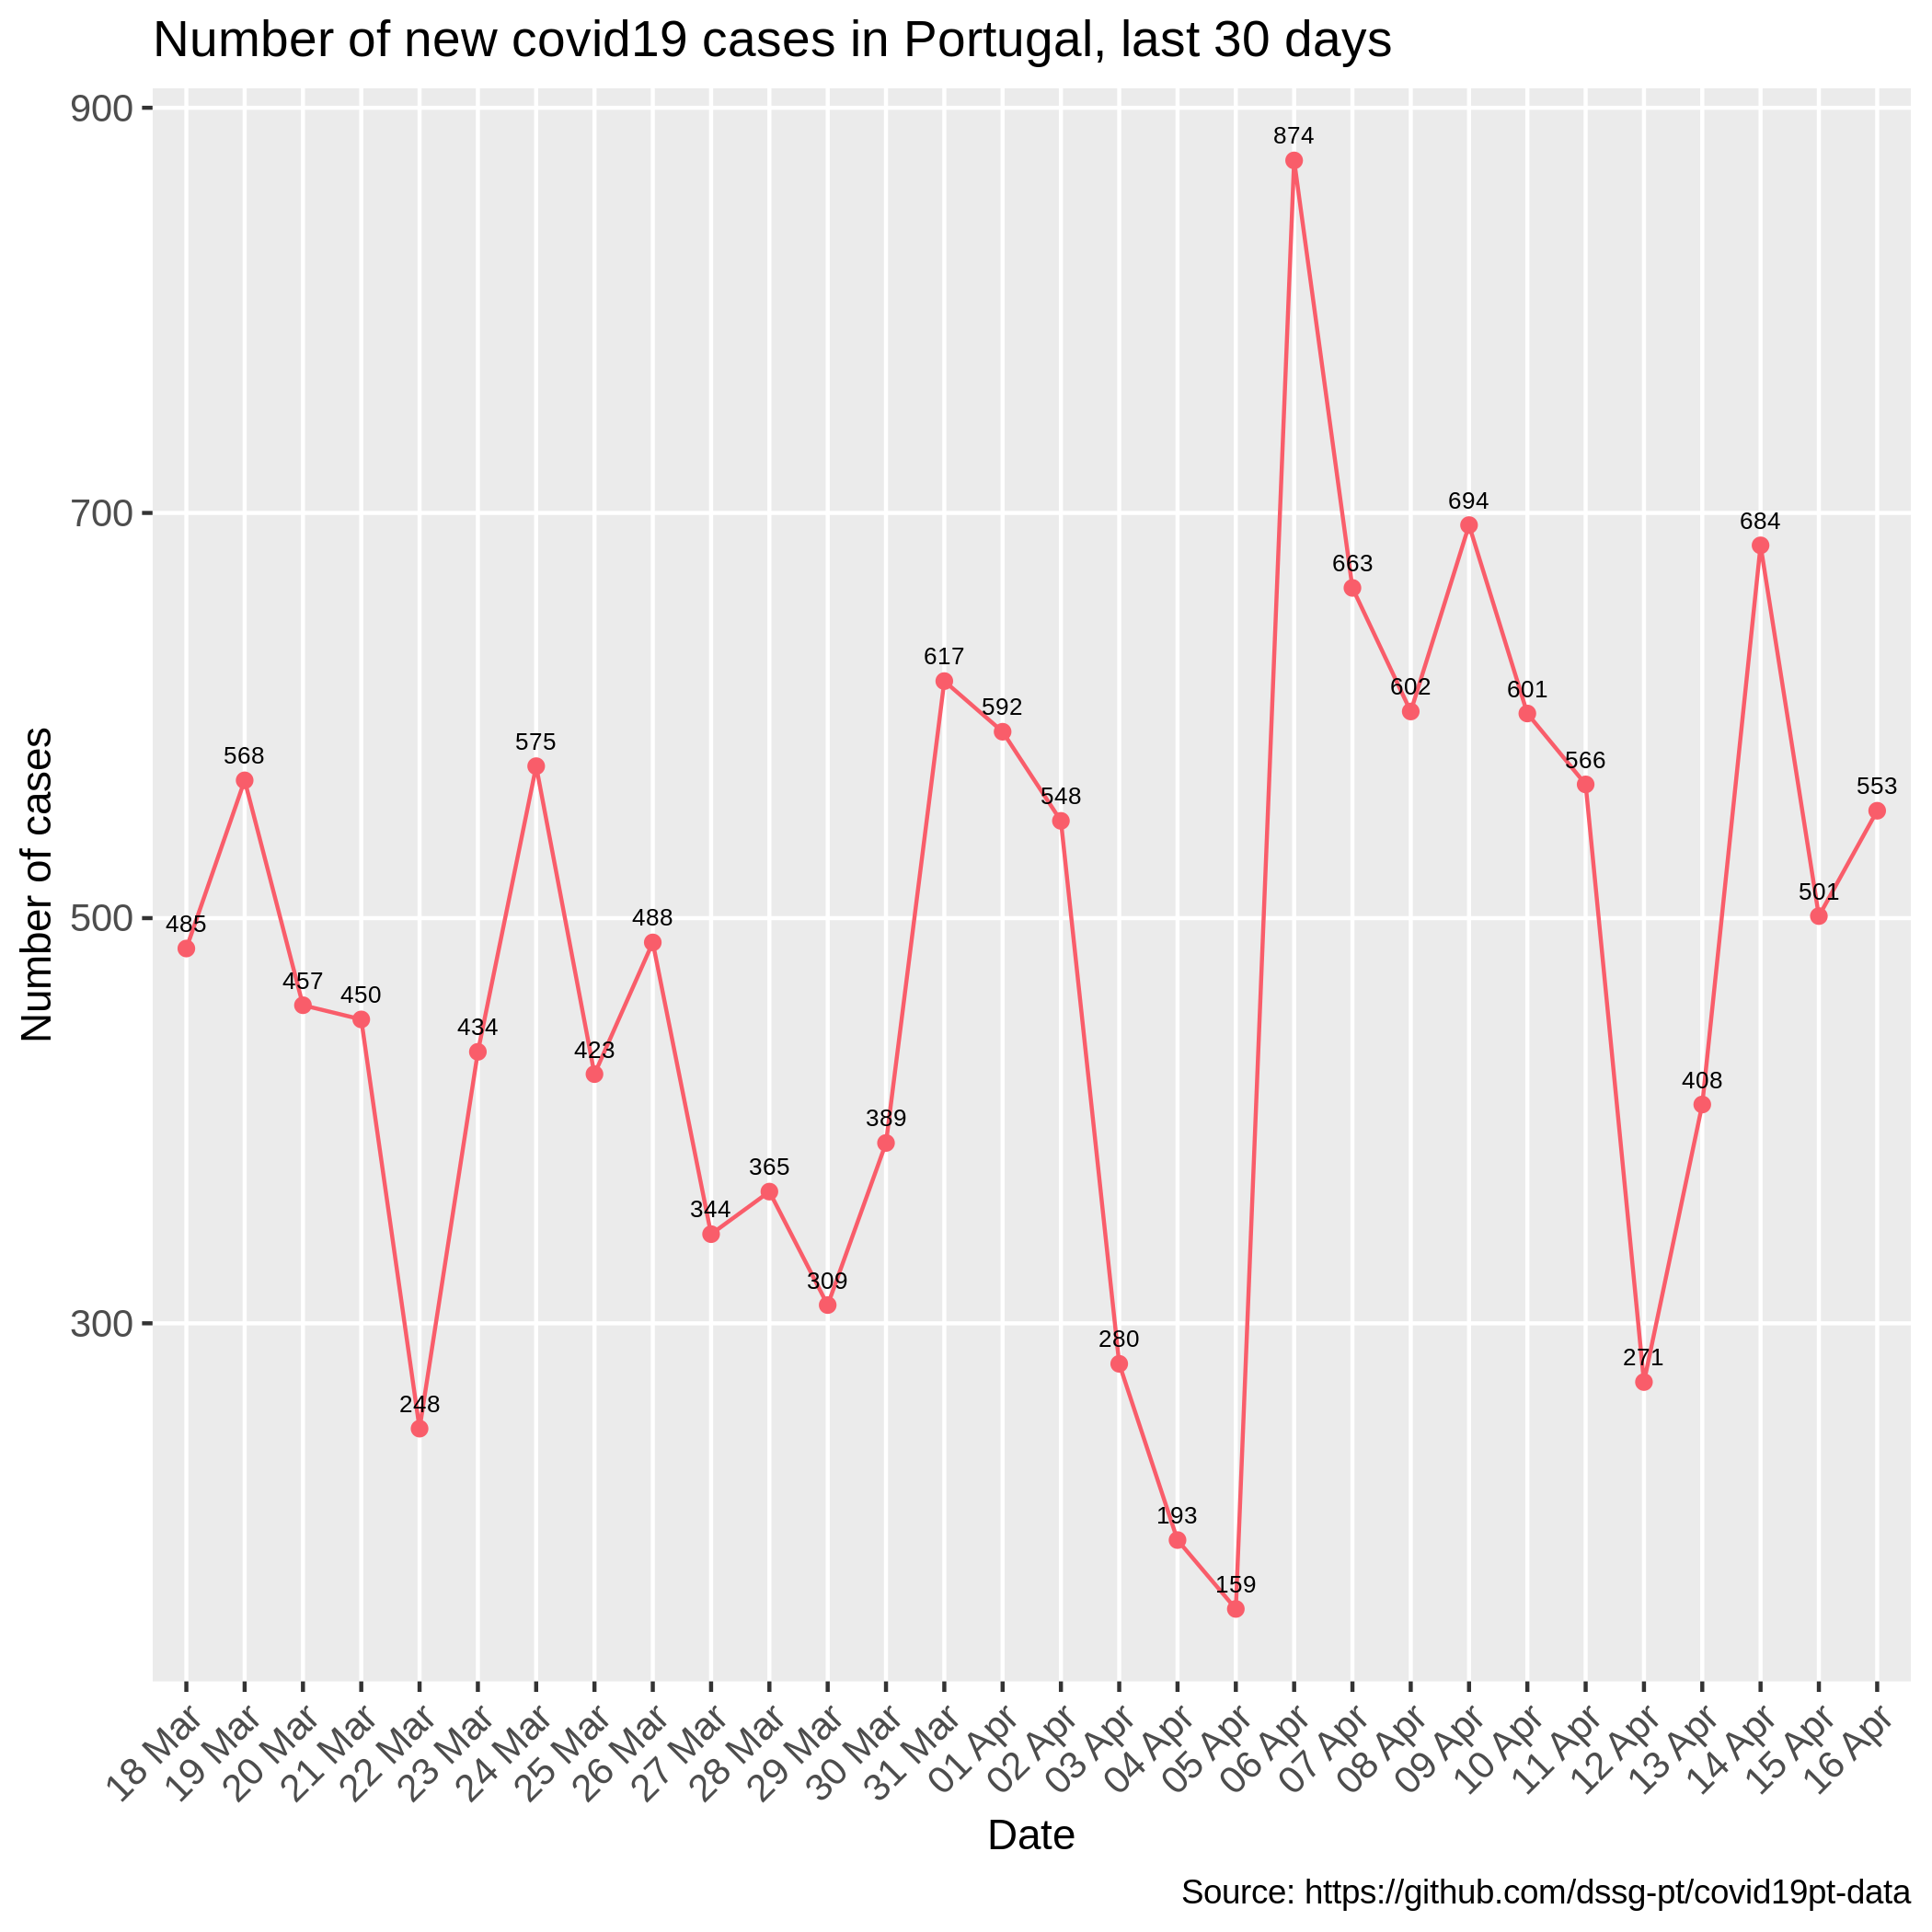 Number of new covid19 cases in Portugal, last 30 days
Number of cases
900
700
500
300
485
568
457
450
248
434
575
423
488
344
365
309
389
617
592
548
280
193
159
874
663
602
694
601
566
271
408
684
501
553
18 Mar
19 Mar
20 Mar
21 Mar
22 Mar
23 Mar
24 Mar
25 Mar
26 Mar
27 Mar
28 Mar
29 Mar
30 Mar
31 Mar
01 Apr
02 Apr
03 Apr
04 Apr
05 Apr
06 Apr
07 Apr
08 Apr
09 Apr
10 Apr
11 Apr
12 Apr
13 Apr
14 Apr
15 Apr
16 Apr
Date
Source: https://github.com/dssg-pt/covid19pt-data